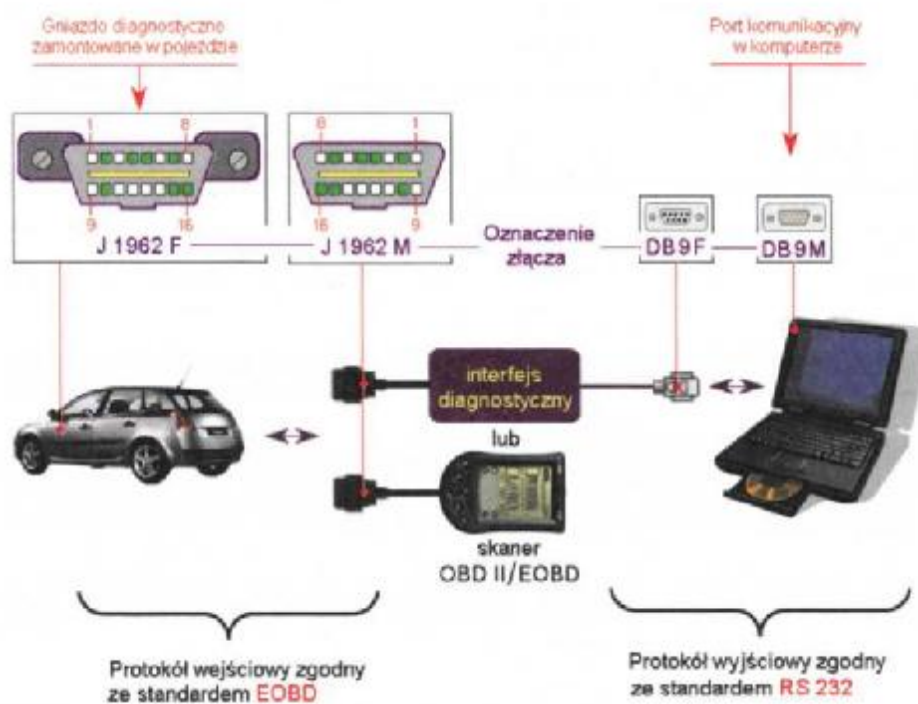 Gniazdo diagnostyczne
zamontowane w pojeździe
Port komunikacyjny
w komputerze
1 8
8 1
9 16
16 9
J 1962 F
J 1962 M
Oznaczenie
złącza
DB9F
DB9M
interfejs
diagnostyczny
lub
skaner
OBD II/EOBD
Protokół wejściowy zgodny
ze standardem EOBD
Protokół wyjściowy zgodny
ze standardem RS 232